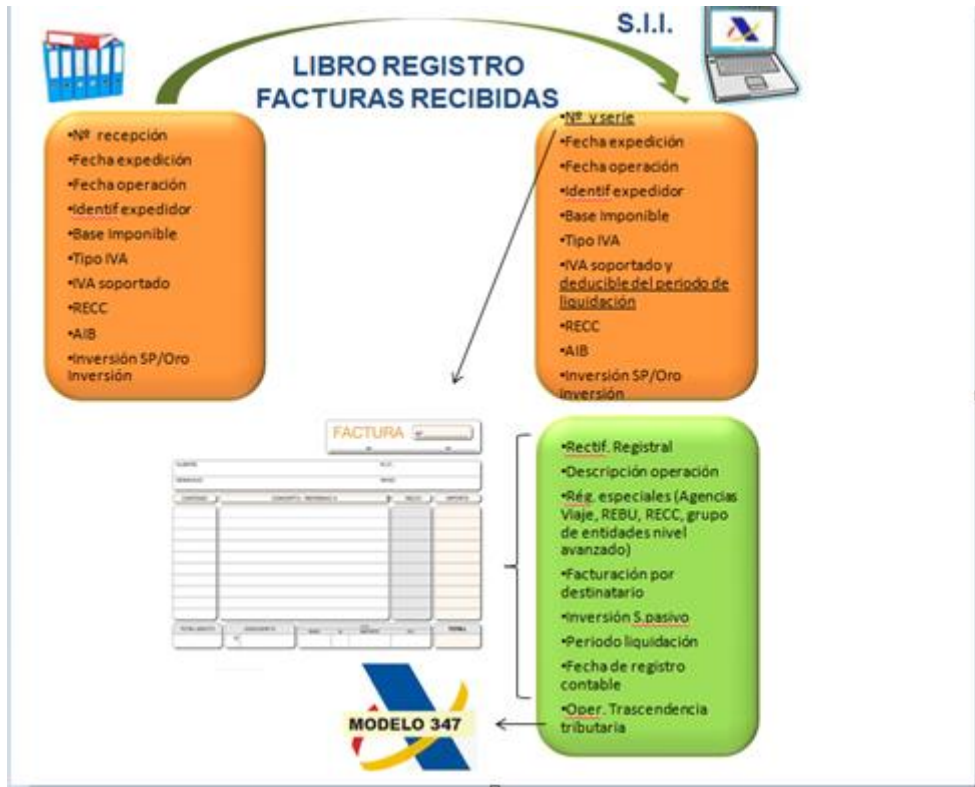 S.I.I.
LIBRO REGISTRO
FACTURAS RECIBIDAS
•Nº recepción
•Fecha expedición
•Fecha operación
•Identif expedidor
•Base Imponible
•Tipo IVA
•IVA soportado
•RECC
•AIB
•Inversión SP/Oro
Inversión
•Nº y serie
•Fecha expedición
•Fecha operación
•Identif expedidor
•Base Imponible
•Tipo IVA
•IVA soportado y
deducible del periodo de
liquidación
•RECC
•AIB
•Inversión SP/Oro
inversión
FACTURA
TOTAL
•Rectif. Registral
•Descripción operación
•Rég. especiales (Agencias
Viaje, REBU, RECC, grupo
de entidades nivel
avanzado)
•Facturación por
destinatario
•Inversión S.pasivo
•Periodo liquidación
•Fecha de registro
contable
•Oper. Trascendencia
tributaria
MODELO 347